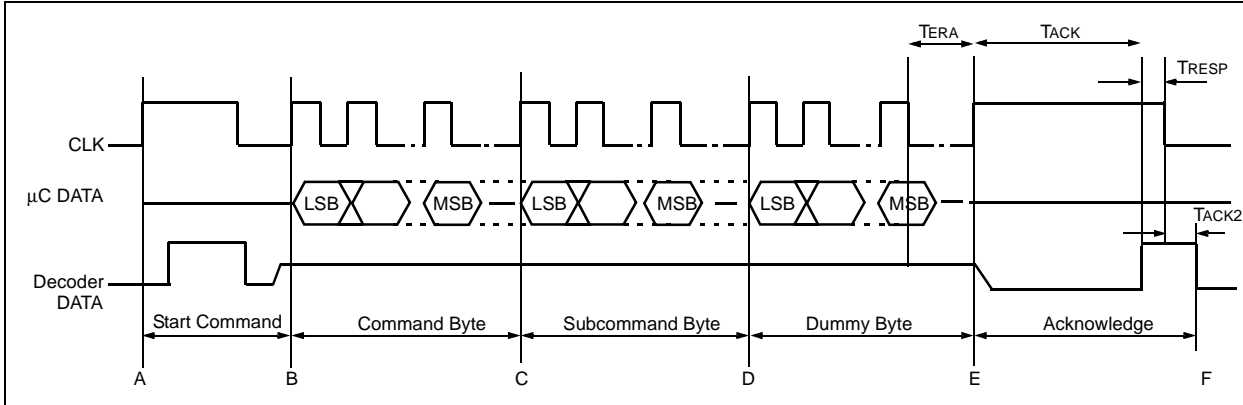 TERA
TACK
TRESP
CLK
μC DATA
LSB
MSB
LSB
MSB
LSB
MSB
TACK2
Decoder
DATA
Start Command
Command Byte
Subcommand Byte
Dummy Byte
Acknowledge
A
B
C
D
E
F